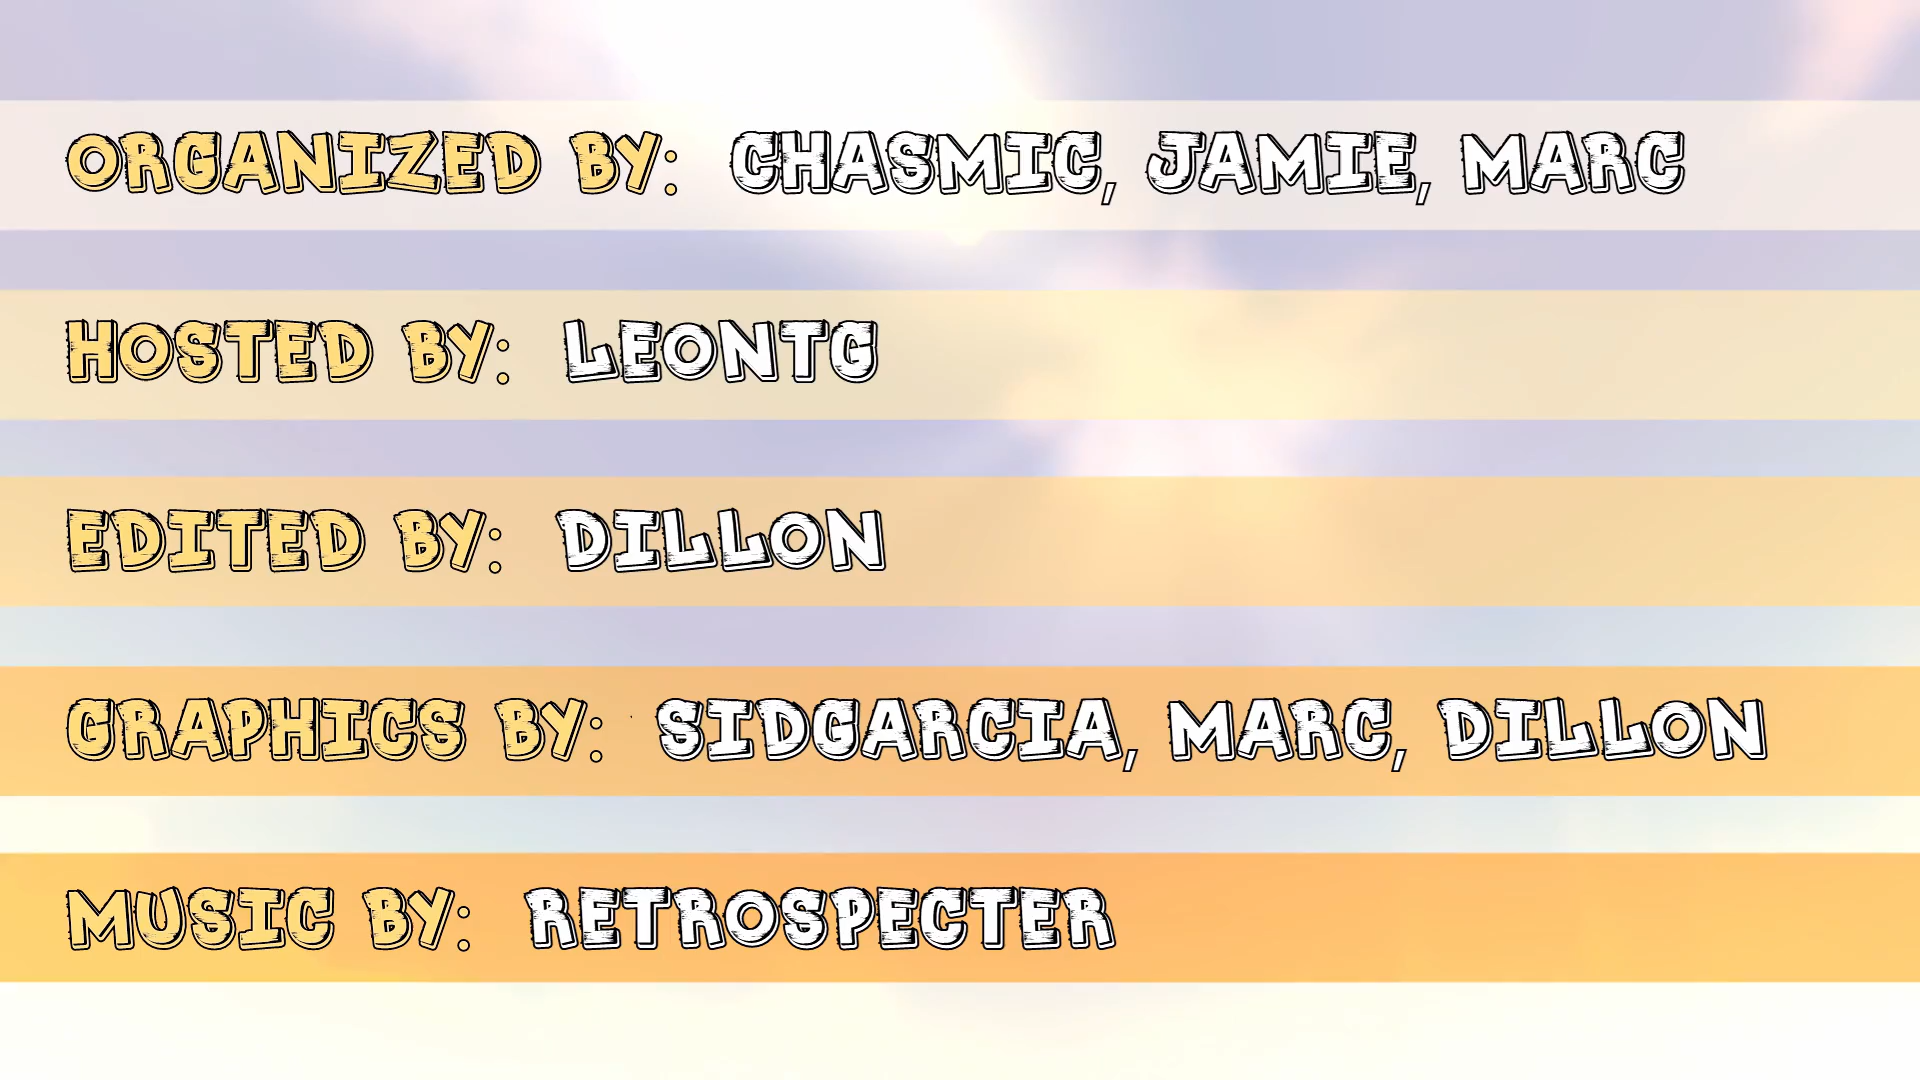 ORGANIZED BY: CHASMIC, JAMIE, MARC
HOSTED BY: LEONTG
EDITED BY: DILLON
GRAPHICS BY: SIDGARCIA, MARC, DILLON
MUSIC BY: RETROSPECTER